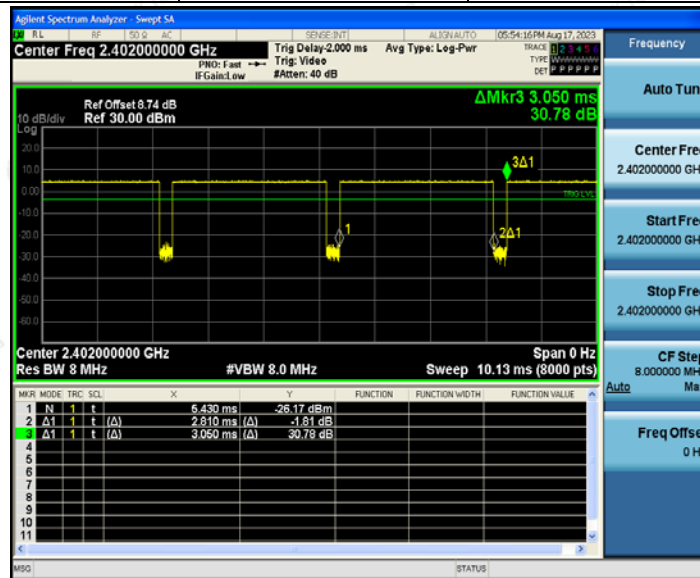 Agilent Spectrum Analyzer - Swept SA
RL RF 50 Ω AC SENSE:INT ALIGN AUTO 05:54:16 PM Aug 17, 2023
Center Freq 2.402000000 GHz
PNO: Fast
IFGain:Low
Trig Delay-2.000 ms
Trig: Video
#Atten: 40 dB
Avg Type: Log-Pwr
TRACE 1 2 3 4 5 6
TYPE
DET P P P P P P
Ref Offset 8.74 dB
Ref 30.00 dBm
ΔMkr3 3.050 ms
30.78 dB
10 dB/div
Log
20.0
10.0
0.00
-10.0
-20.0
-30.0
-40.0
-50.0
-60.0
3Δ1
TRIG LVL
1
2Δ1
Center 2.402000000 GHz
Span 0 Hz
Res BW 8 MHz
#VBW 8.0 MHz
Sweep 10.13 ms (8000 pts)
MKR MODE TRC SCL X Y FUNCTION FUNCTION WIDTH FUNCTION VALUE
1 N 1 t 5.430 ms -26.17 dBm
2 Δ1 1 t (Δ) 2.810 ms (Δ) -1.81 dB
3 Δ1 1 t (Δ) 3.050 ms (Δ) 30.78 dB
4
5
6
7
8
9
10
11
MSG STATUS
Frequency
Auto Tun
Center Fre
2.402000000 GH
Start Fre
2.402000000 GH
Stop Fre
2.402000000 GH
CF Ste
8.000000 MH
Auto Ma
Freq Offse
0 H